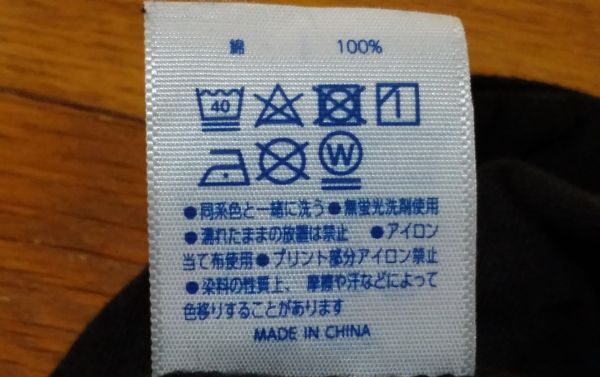 綿 100%
40
W
●同系色と一緒に洗う●無蛍光洗剤使用
●濡れたままの放置は禁止 ●アイロン
当て布使用●プリント部分アイロン禁止
●染料の性質上、摩擦や汗などによって
色移りすることがあります
MADE IN CHINA